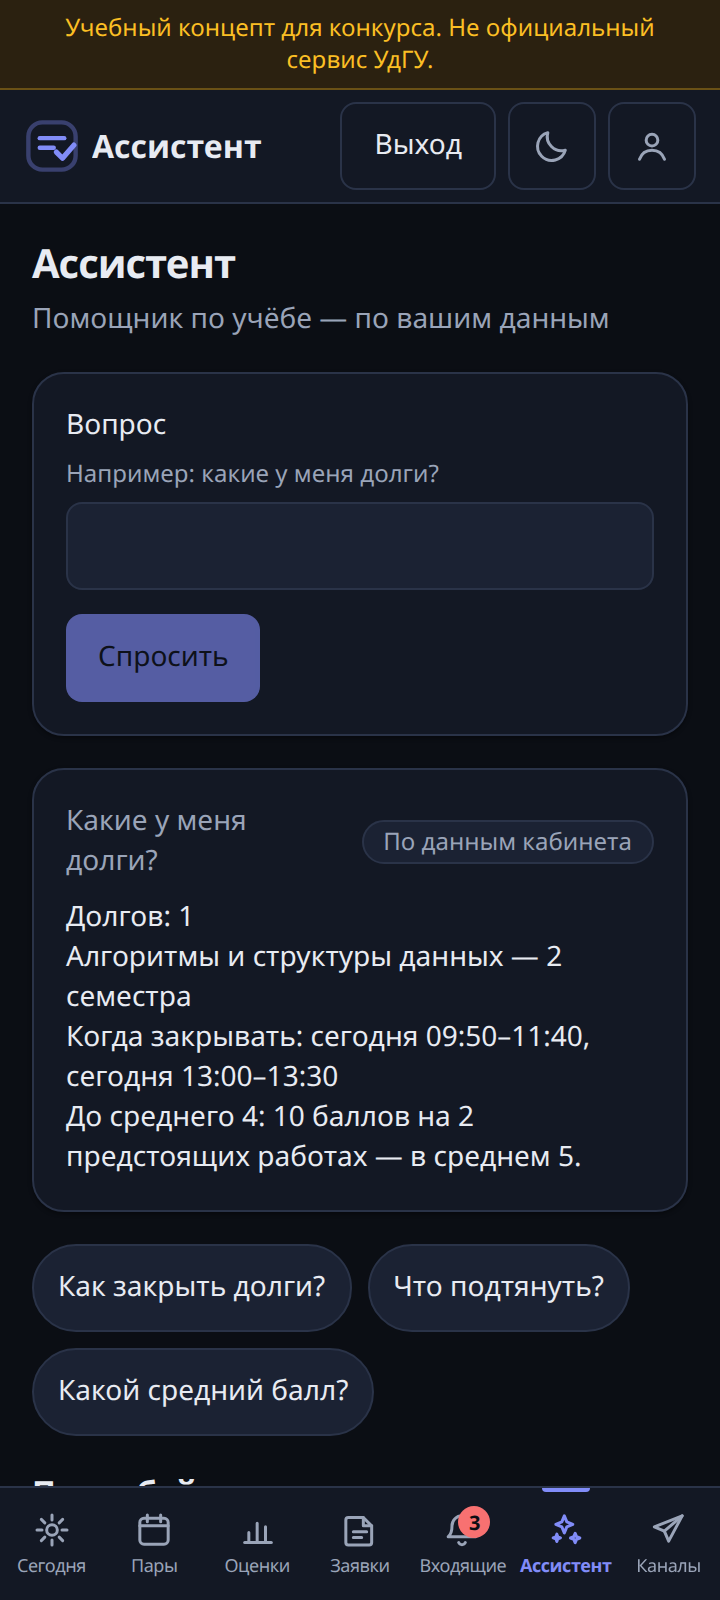 Учебный концепт для конкурса. Не официальный
сервис УдГУ.
Ассистент
Выход
Ассистент
Помощник по учёбе — по вашим данным
Вопрос
Например: какие у меня долги?
Спросить
Какие у меня
долги?
По данным кабинета
Долгов: 1
Алгоритмы и структуры данных — 2
семестра
Когда закрывать: сегодня 09:50–11:40,
сегодня 13:00–13:30
До среднего 4: 10 баллов на 2
предстоящих работах — в среднем 5.
Как закрыть долги?
Что подтянуть?
Какой средний балл?
3
Сегодня
Пары
Оценки
Заявки
Входящие
Ассистент
Каналы